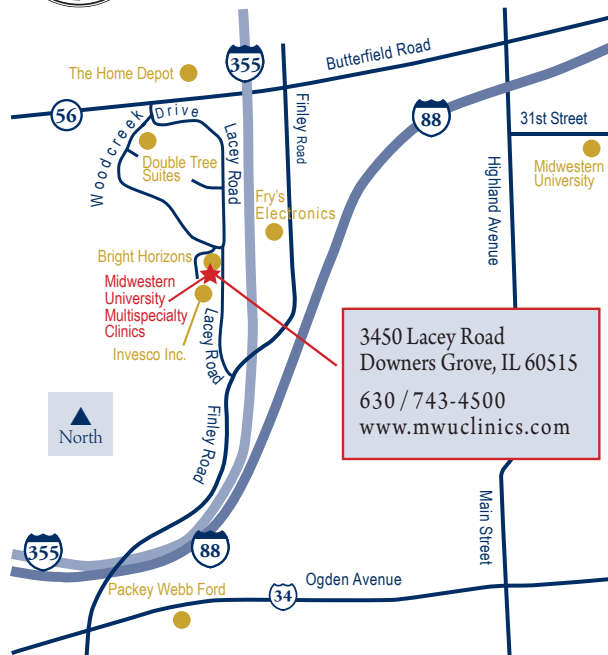 355
Butterfield Road
The Home Depot
56
Woodcreek
Drive
Lacey Road
Finley Road
88
31st Street
Double Tree
Suites
Midwestern
University
Highland Avenue
Fry's
Electronics
Bright Horizons
Midwestern
University
Multispecialty
Clinics
Invesco Inc.
Lacey Road
3450 Lacey Road
Downers Grove, IL 60515
630 / 743-4500
www.mwuclinics.com
North
Finley Road
Main Street
355
88
Ogden Avenue
34
Packey Webb Ford